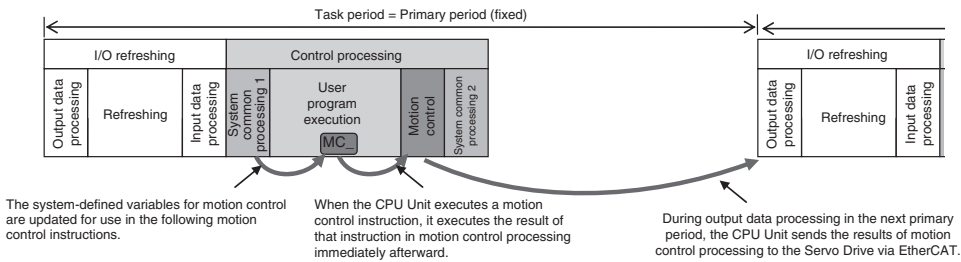 Task period = Primary period (fixed)
I/O refreshing
Control processing
I/O refreshing
Output data
processing
Refreshing
Input data
processing
System
common
processing 1
User
program
execution
MC_
Motion
control
System common
processing 2
Output data
processing
Refreshing
Input data
processing
The system-defined variables for motion control
are updated for use in the following motion
control instructions.
When the CPU Unit executes a motion
control instruction, it executes the result of
that instruction in motion control processing
immediately afterward.
During output data processing in the next primary
period, the CPU Unit sends the results of motion
control processing to the Servo Drive via EtherCAT.